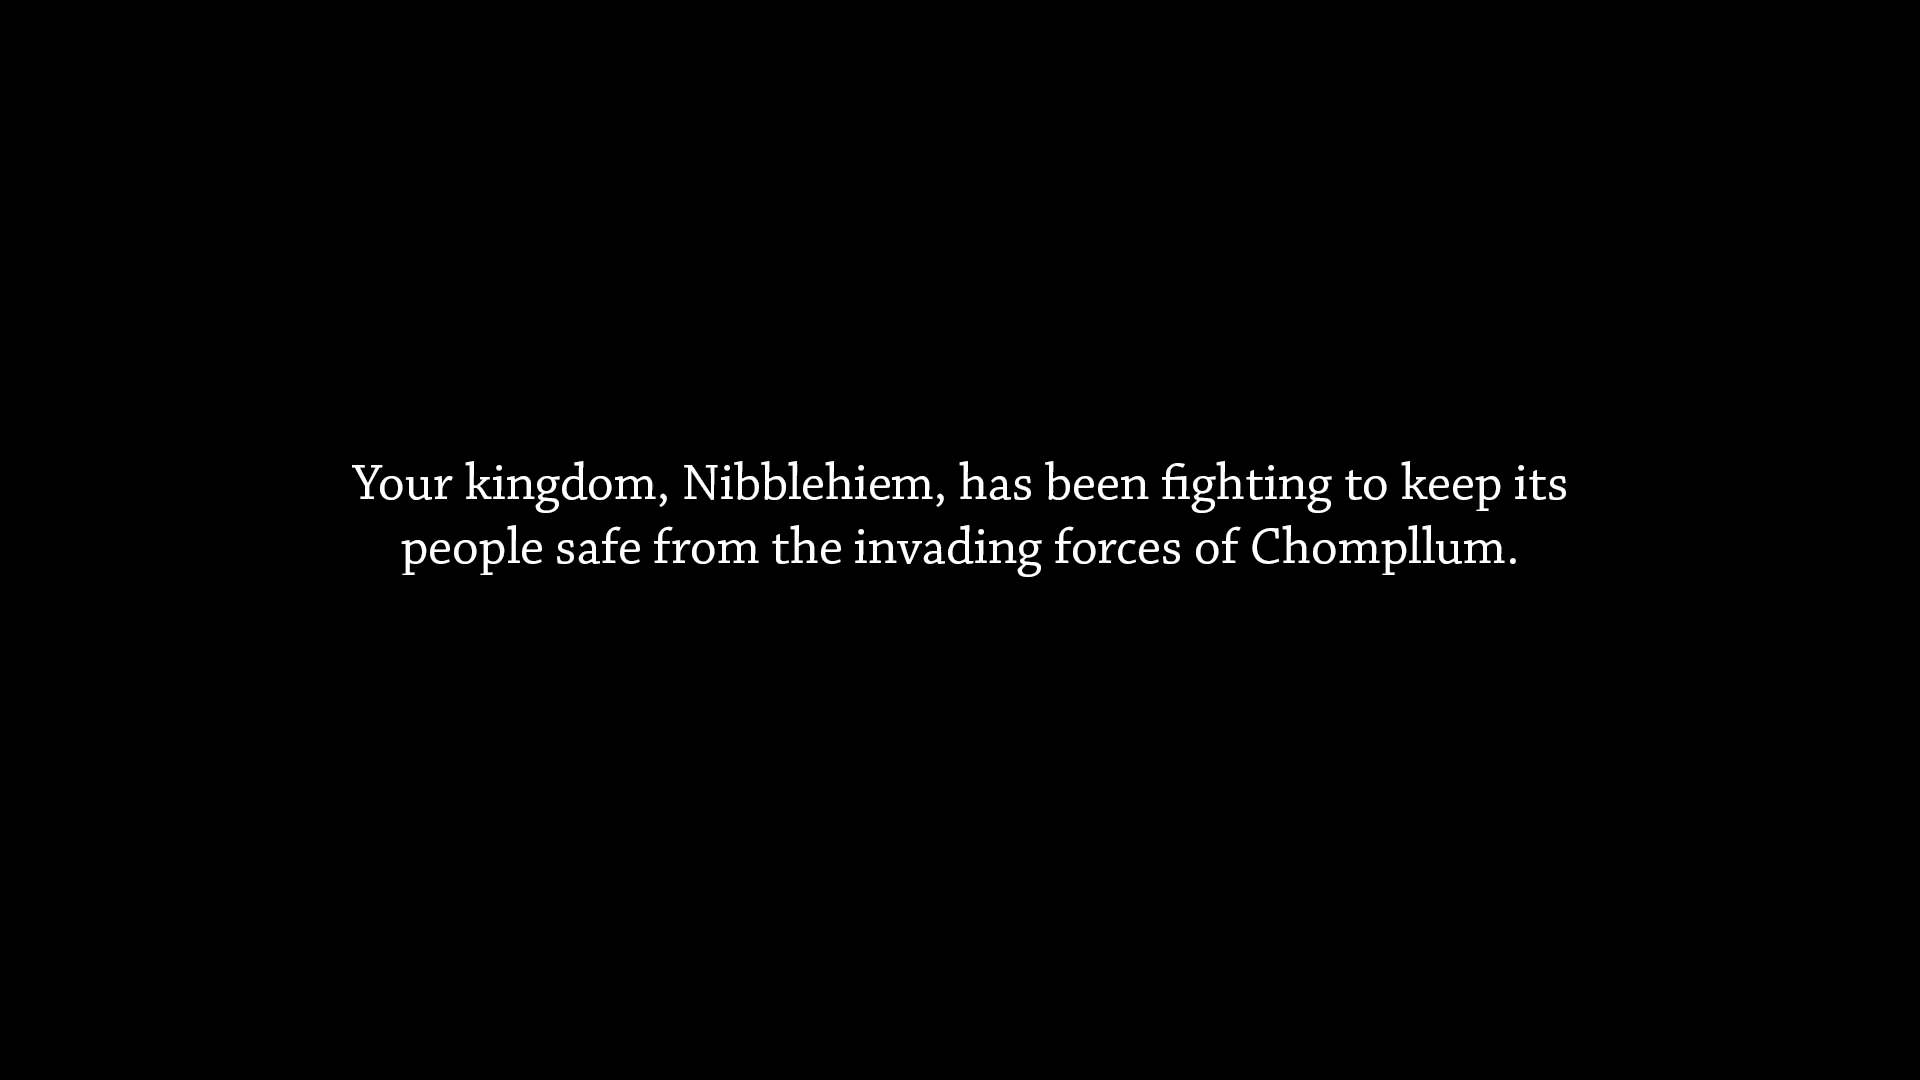 Your kingdom, Nibblehiem, has been fighting to keep its
people safe from the invading forces of Chompllum.